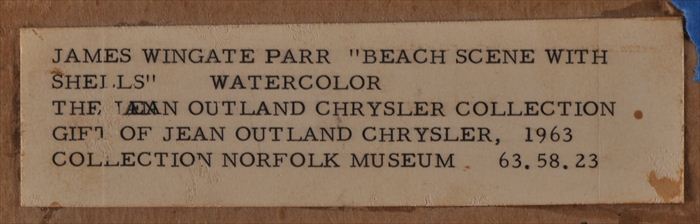 JAMES WINGATE PARR "BEACH SCENE WITH
SHELLS" WATERCOLOR
THE JEAN OUTLAND CHRYSLER COLLECTION
GIFT OF JEAN OUTLAND CHRYSLER, 1963
COLLECTION NORFOLK MUSEUM 63.58.23